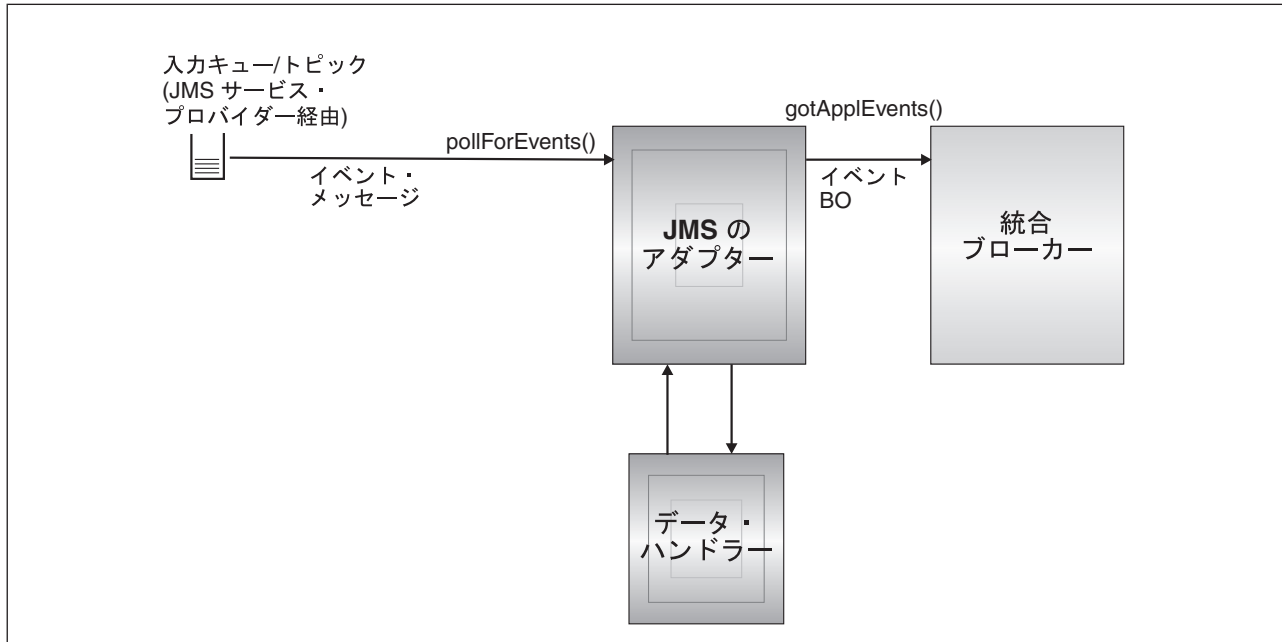 入力キュー/トピック
(JMS サービス・
プロバイダー経由)
pollForEvents()
イベント・
メッセージ
gotApplEvents()
イベント
BO
JMS の
アダプター
統合
ブローカー
データ・
ハンドラー